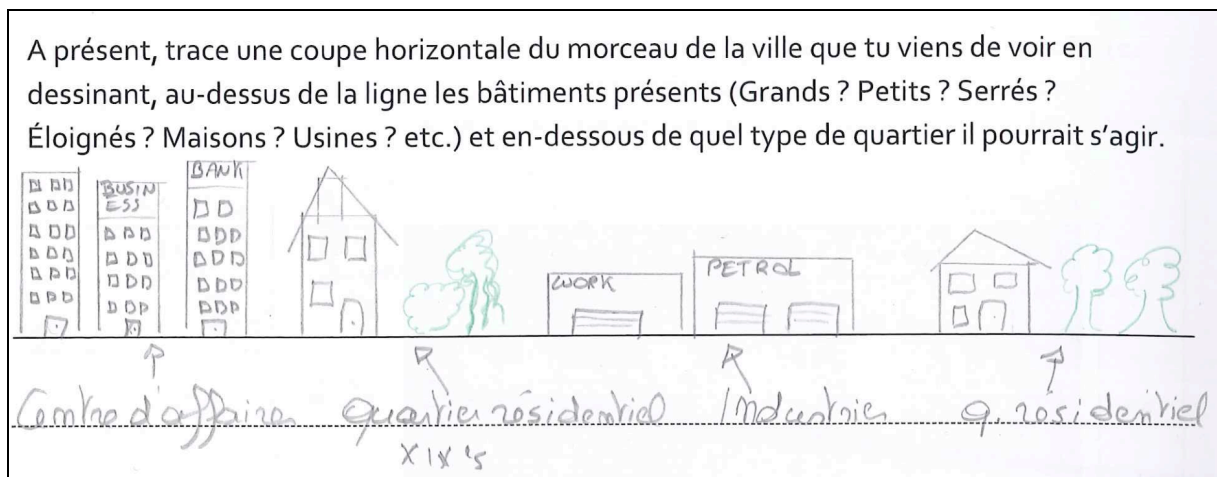 A présent, trace une coupe horizontale du morceau de la ville que tu viens de voir en
dessinant, au-dessus de la ligne les bâtiments présents (Grands ? Petits ? Serrés ?
Éloignés ? Maisons ? Usines ? etc.) et en-dessous de quel type de quartier il pourrait s'agir.
BUSIN
ESS
BANK
WORK
PETROL
Centre d'affaires quartier résidentiel Industries q. résidentiel
XIX's